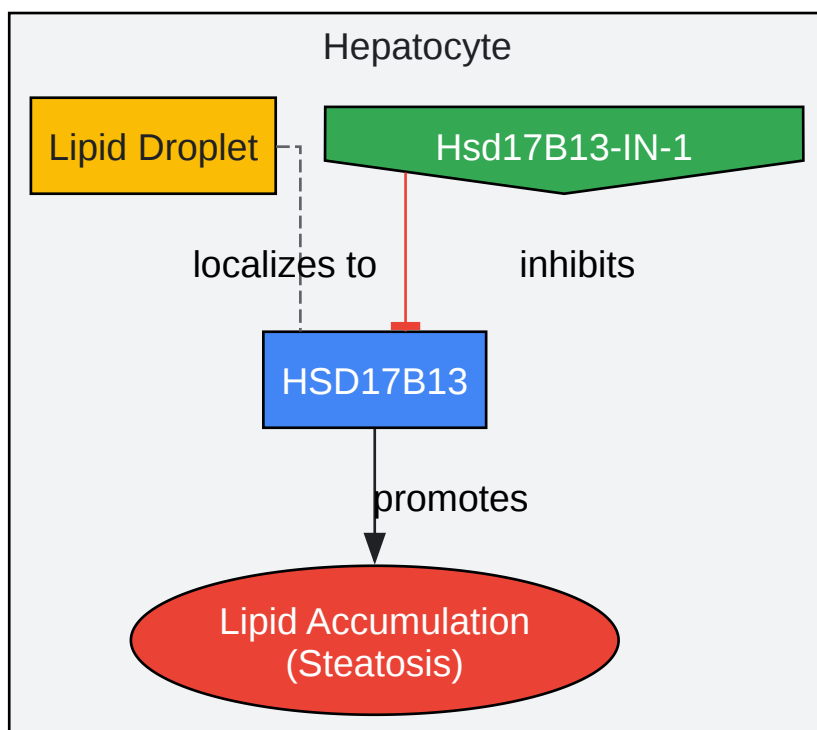 Hepatocyte
Lipid Droplet
Hsd17B13-IN-1
localizes to
inhibits
HSD17B13
promotes
Lipid Accumulation
(Steatosis)